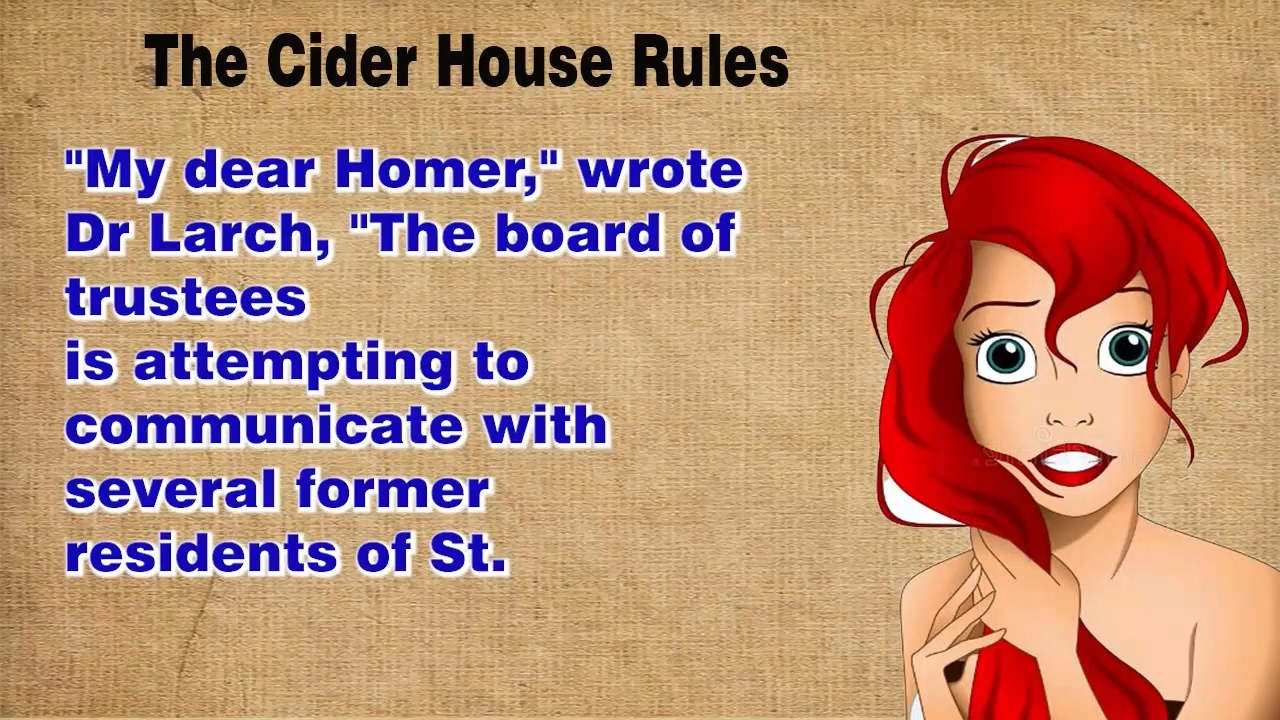 The Cider House Rules
"My dear Homer," wrote
Dr Larch, "The board of
trustees
is attempting to
communicate with
several former
residents of St.